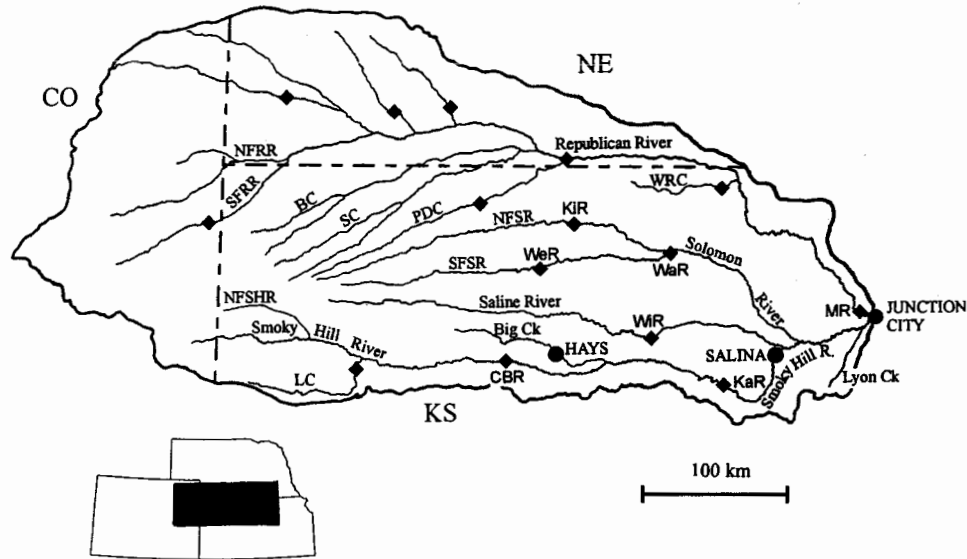 NE
CO
Republican River
NFRR
WRC
SFRR
BC
SC
PDC
NFSR
KiR
Solomon
River
SFSR
WeR
WaR
NFSHR
Saline River
MR
JUNCTION
CITY
Smoky Hill River
Big Ck
WiR
HAYS
SALINA
Smoky Hill R.
LC
CBR
KaR
Lyon Ck
KS
100 km